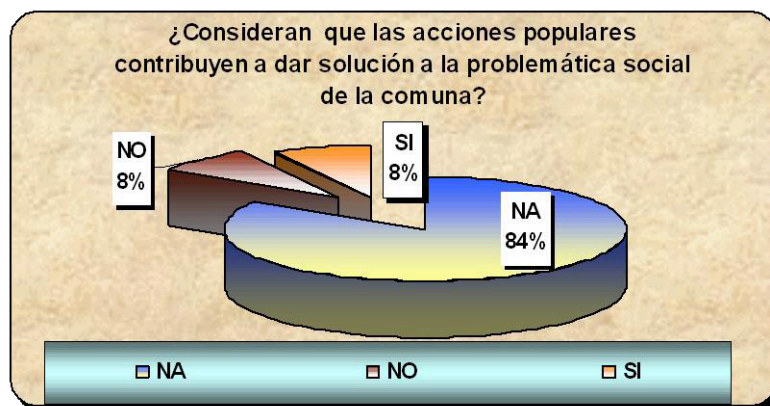 ¿Consideran que las acciones populares
contribuyen a dar solución a la problemática social
de la comuna?
NO
8%
SI
8%
NA
84%
NA NO SI